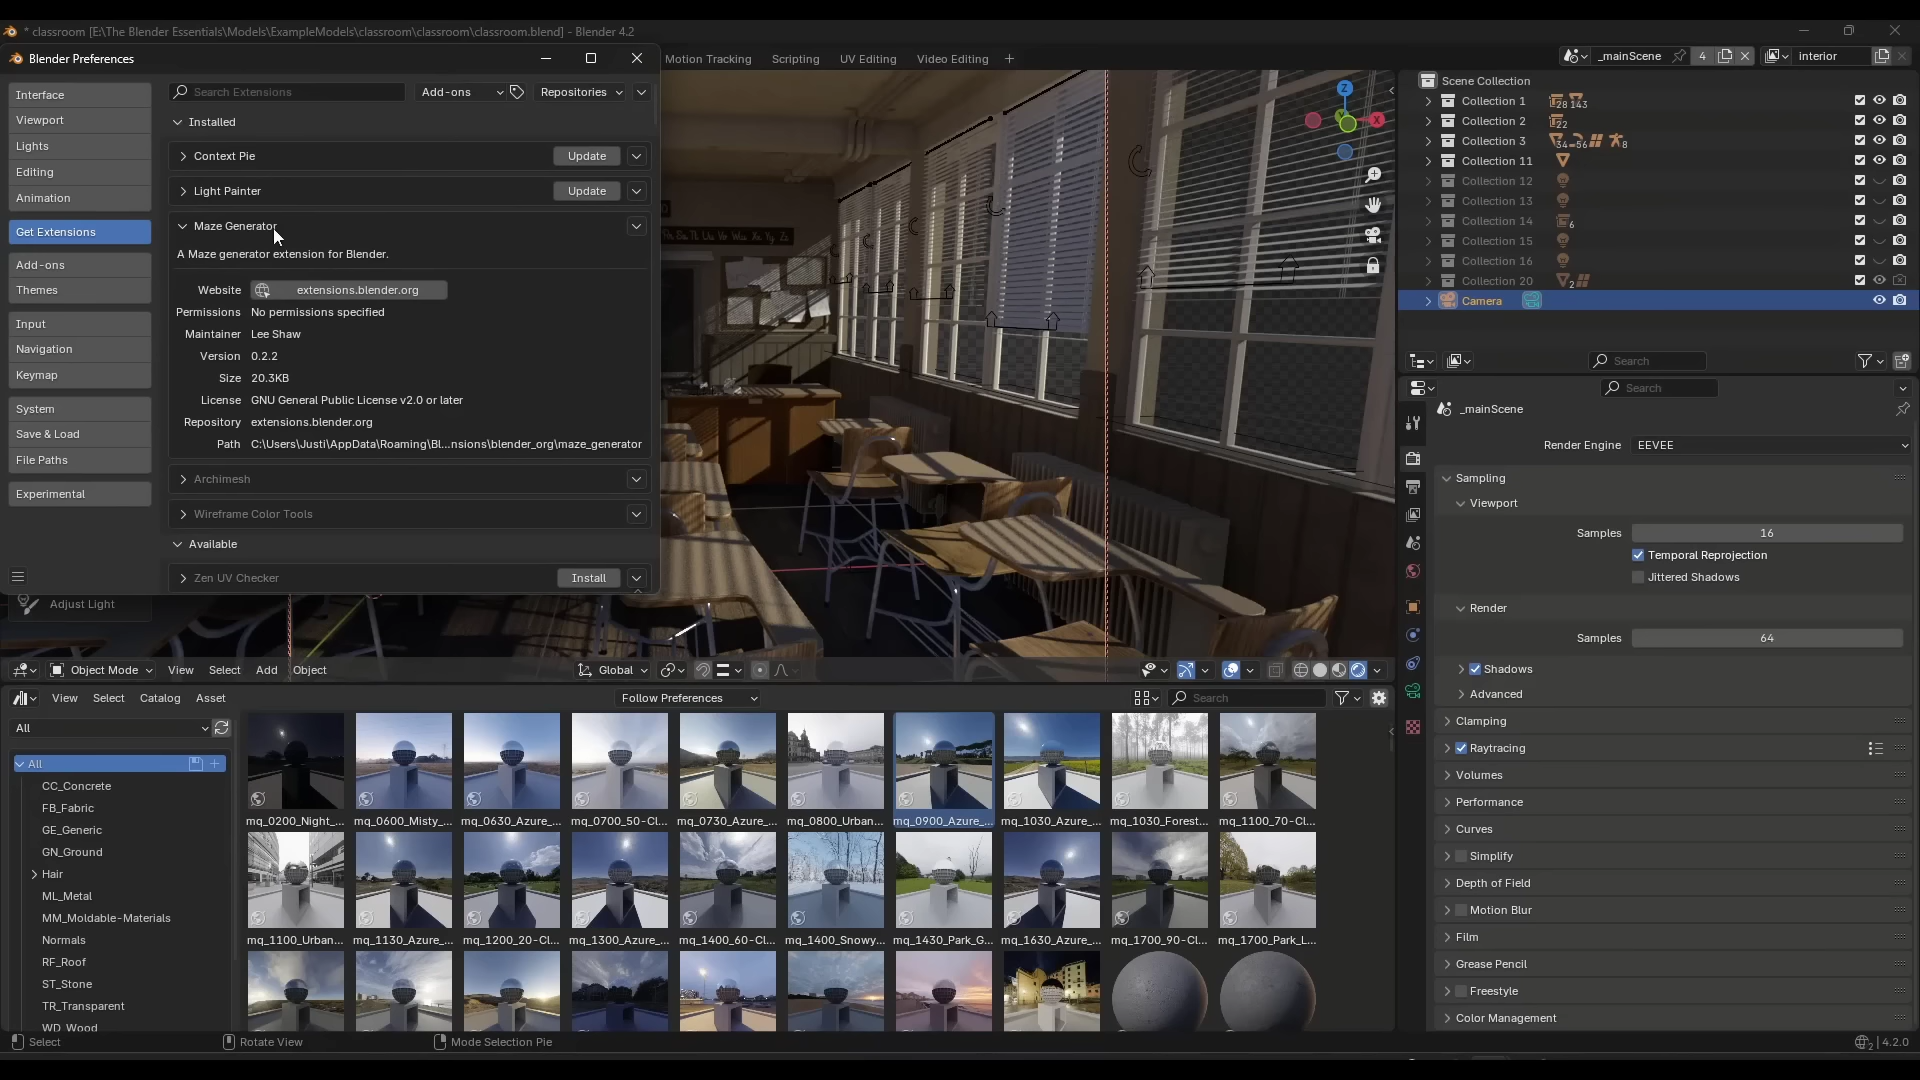 * classroom [E:\The Blender Essentials\Models\ExampleModels\classroom\classroom\classroom.blend] - Blender 4.2
Blender Preferences
Motion Tracking Scripting UV Editing Video Editing +
_mainScene 4 interior
Interface
Viewport
Lights
Editing
Animation
Get Extensions
Add-ons
Themes
Input
Navigation
Keymap
System
Save & Load
File Paths
Experimental
Search Extensions Add-ons Repositories
Installed
Context Pie Update
Light Painter Update
Maze Generator
A Maze generator extension for Blender.
Website extensions.blender.org
Permissions No permissions specified
Maintainer Lee Shaw
Version 0.2.2
Size 20.3KB
License GNU General Public License v2.0 or later
Repository extensions.blender.org
Path C:\Users\Justi\AppData\Roaming\Bl...nsions\blender_org\maze_generator
Archimesh
Wireframe Color Tools
Available
Zen UV Checker Install
Adjust Light
Z
X
Scene Collection
Collection 1 28 143
Collection 2 22
Collection 3 34 56 8
Collection 11
Collection 12
Collection 13
Collection 14 6
Collection 15
Collection 16
Collection 20 2
Camera
Search
Search
_mainScene
Render Engine EEVEE
Sampling
Viewport
Samples 16
Temporal Reprojection
Jittered Shadows
Render
Samples 64
Shadows
Advanced
Clamping
Raytracing
Volumes
Performance
Curves
Simplify
Depth of Field
Motion Blur
Film
Grease Pencil
Freestyle
Color Management
Object Mode View Select Add Object Global
View Select Catalog Asset Follow Preferences Search
All
All
CC_Concrete
FB_Fabric
GE_Generic
GN_Ground
Hair
ML_Metal
MM_Moldable-Materials
Normals
RF_Roof
ST_Stone
TR_Transparent
WD_Wood
mq_0200_Night_... mq_0600_Misty_... mq_0630_Azure_... mq_0700_50-Cl... mq_0730_Azure_... mq_0800_Urban... mq_0900_Azure_... mq_1030_Azure_... mq_1030_Forest... mq_1100_70-Cl...
mq_1100_Urban... mq_1130_Azure_... mq_1200_20-Cl... mq_1300_Azure_... mq_1400_60-Cl... mq_1400_Snowy... mq_1430_Park_G... mq_1630_Azure_... mq_1700_90-Cl... mq_1700_Park_L...
Select Rotate View Mode Selection Pie 2 4.2.0